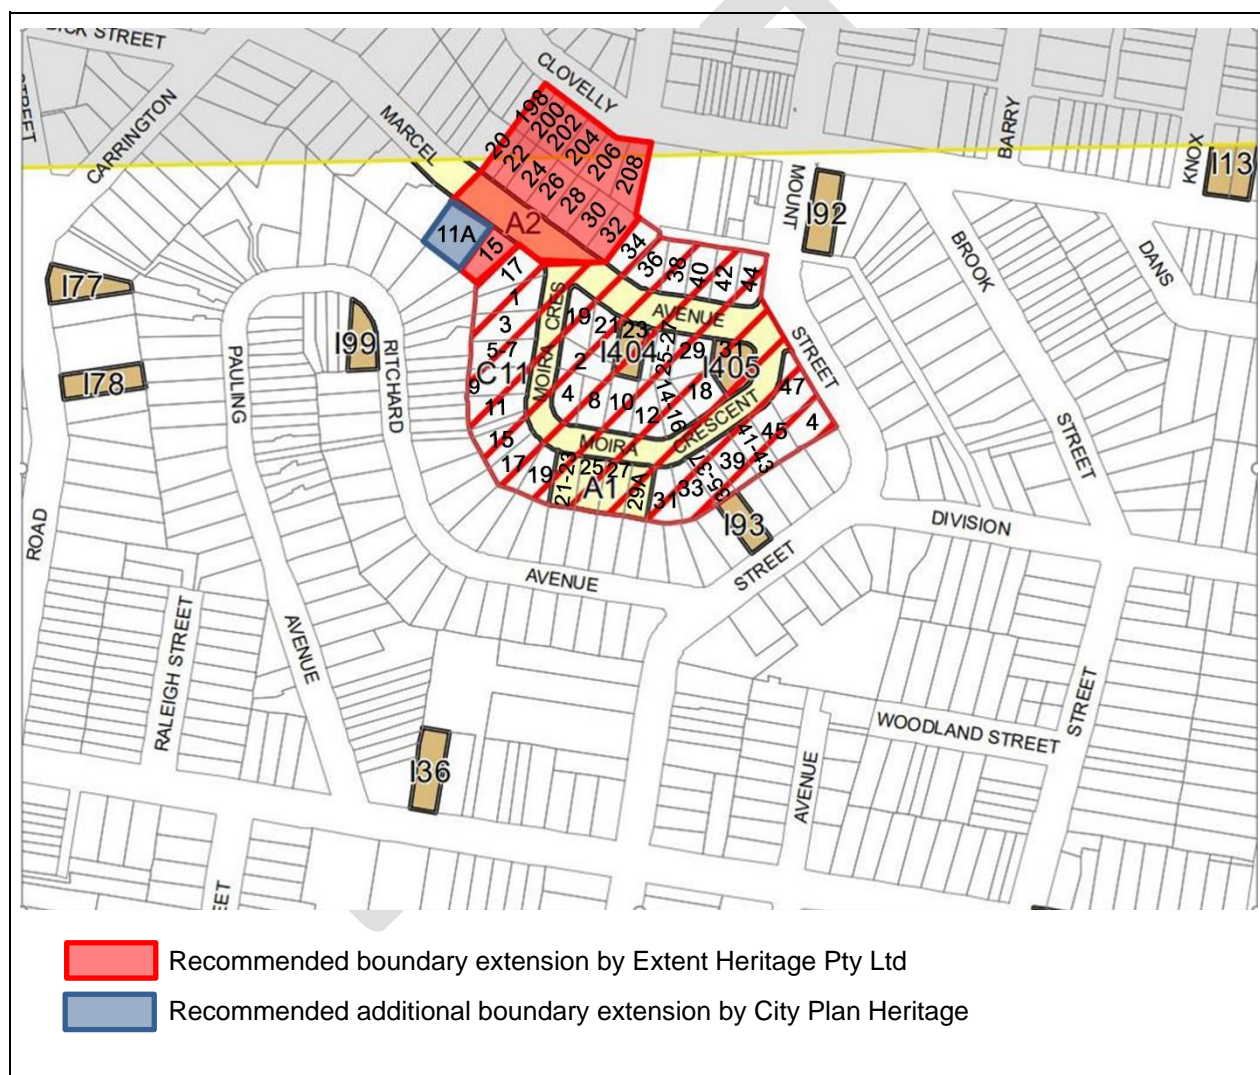 DICK STREET
STREET
CARRINGTON
MARCEL
CLOVELLY
BARRY
KNOX
I13
MOUNT
I92
BROOK
DANS
198
200
202
204
206
208
20
22
24
26
28
30
32
A2
11A
15
17
34
36
38
40
42
44
I77
I78
I99
PAULING
RITCHARD
1
3
5-7
C11
9
11
15
17
19
21-23
25
27
A1
29A
31
33
35-37
39
41-43
45
47
4
MOIRA CRES
AVENUE
STREET
19
21
23
I404
25-27
29
31
I405
2
4
8
10
12
14-16
18
MOIRA
CRESCENT
I93
STREET
DIVISION
STREET
ROAD
AVENUE
AVENUE
RALEIGH STREET
I36
WOODLAND STREET
STREET
AVENUE
EET
Recommended boundary extension by Extent Heritage Pty Ltd
Recommended additional boundary extension by City Plan Heritage